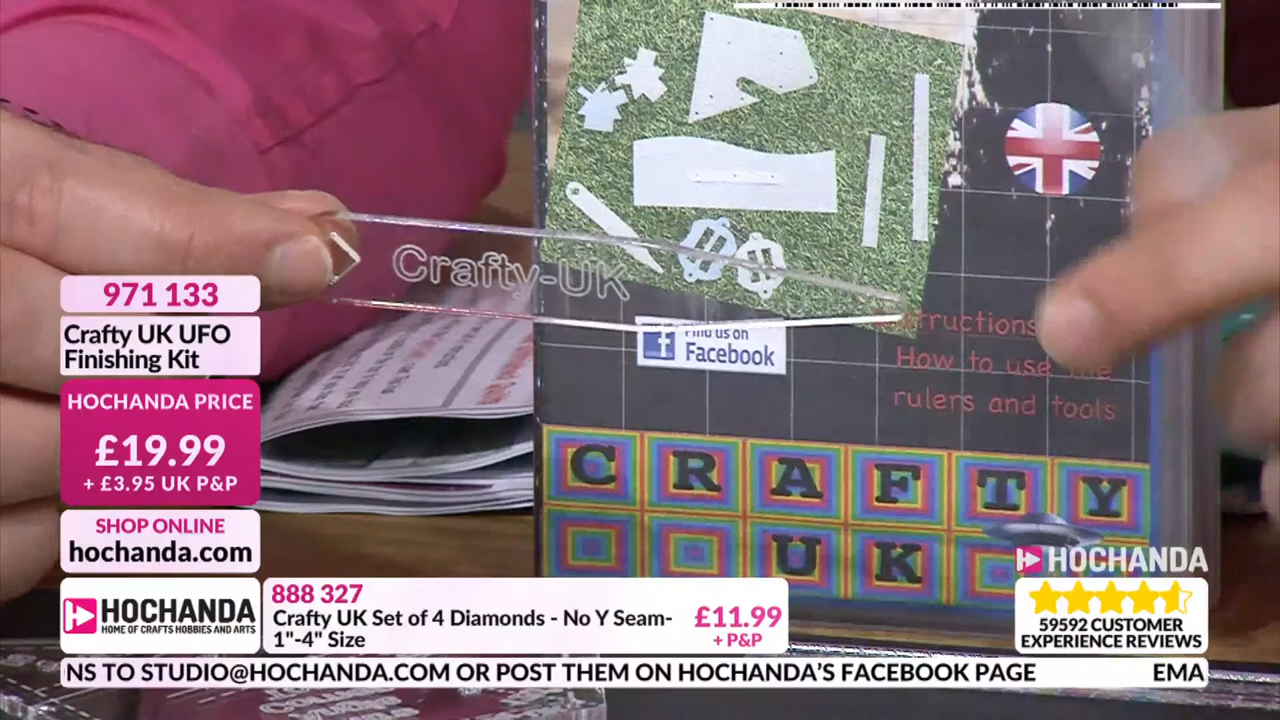 Crafty-UK
Find us on
Facebook
How to use the
rulers and tools
C R A F T Y
U K
971 133
Crafty UK UFO
Finishing Kit
HOCHANDA PRICE
£19.99
+ £3.95 UK P&P
SHOP ONLINE
hochanda.com
HOCHANDA
HOME OF CRAFTS HOBBIES AND ARTS
888 327
Crafty UK Set of 4 Diamonds - No Y Seam-
1"-4" Size
£11.99
+ P&P
HOCHANDA
59592 CUSTOMER
EXPERIENCE REVIEWS
NS TO STUDIO@HOCHANDA.COM OR POST THEM ON HOCHANDA'S FACEBOOK PAGE EMA